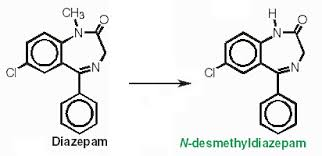 CH₃ H
N O N O
Cl N Cl N
Diazepam N-desmethyldiazepam